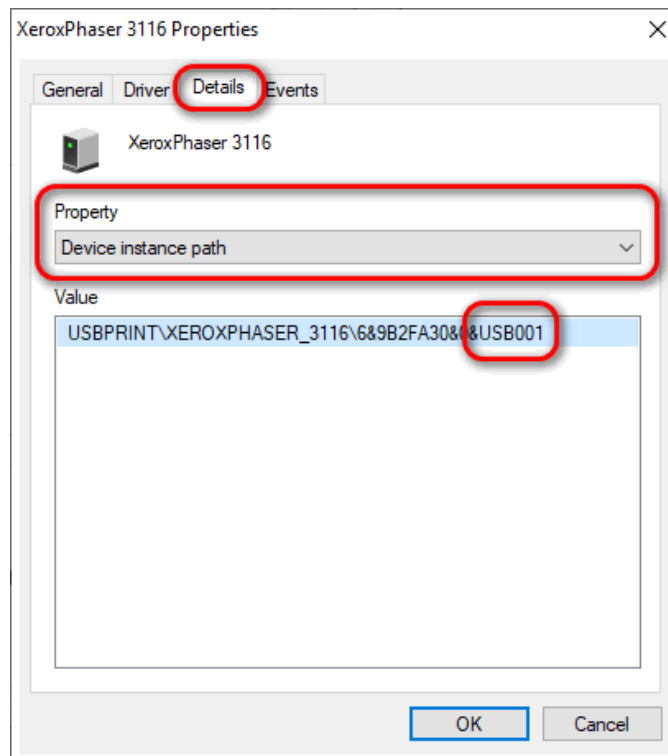 XeroxPhaser 3116 Properties
General Driver Details Events
XeroxPhaser 3116
Property
Device instance path
Value
USBPRINT\XEROXPHASER_3116\6&9B2FA30&0&USB001
OK Cancel